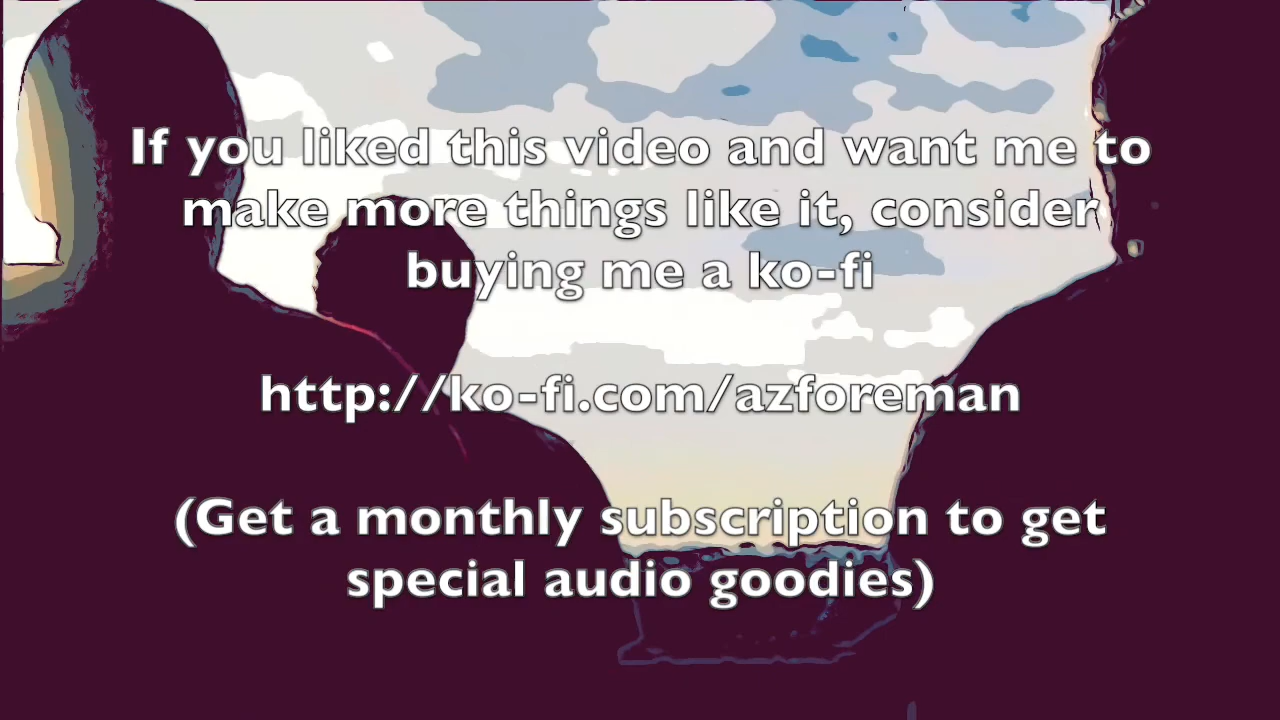 If you liked this video and want me to
make more things like it, consider
buying me a ko-fi
http://ko-fi.com/azforeman
(Get a monthly subscription to get
special audio goodies)